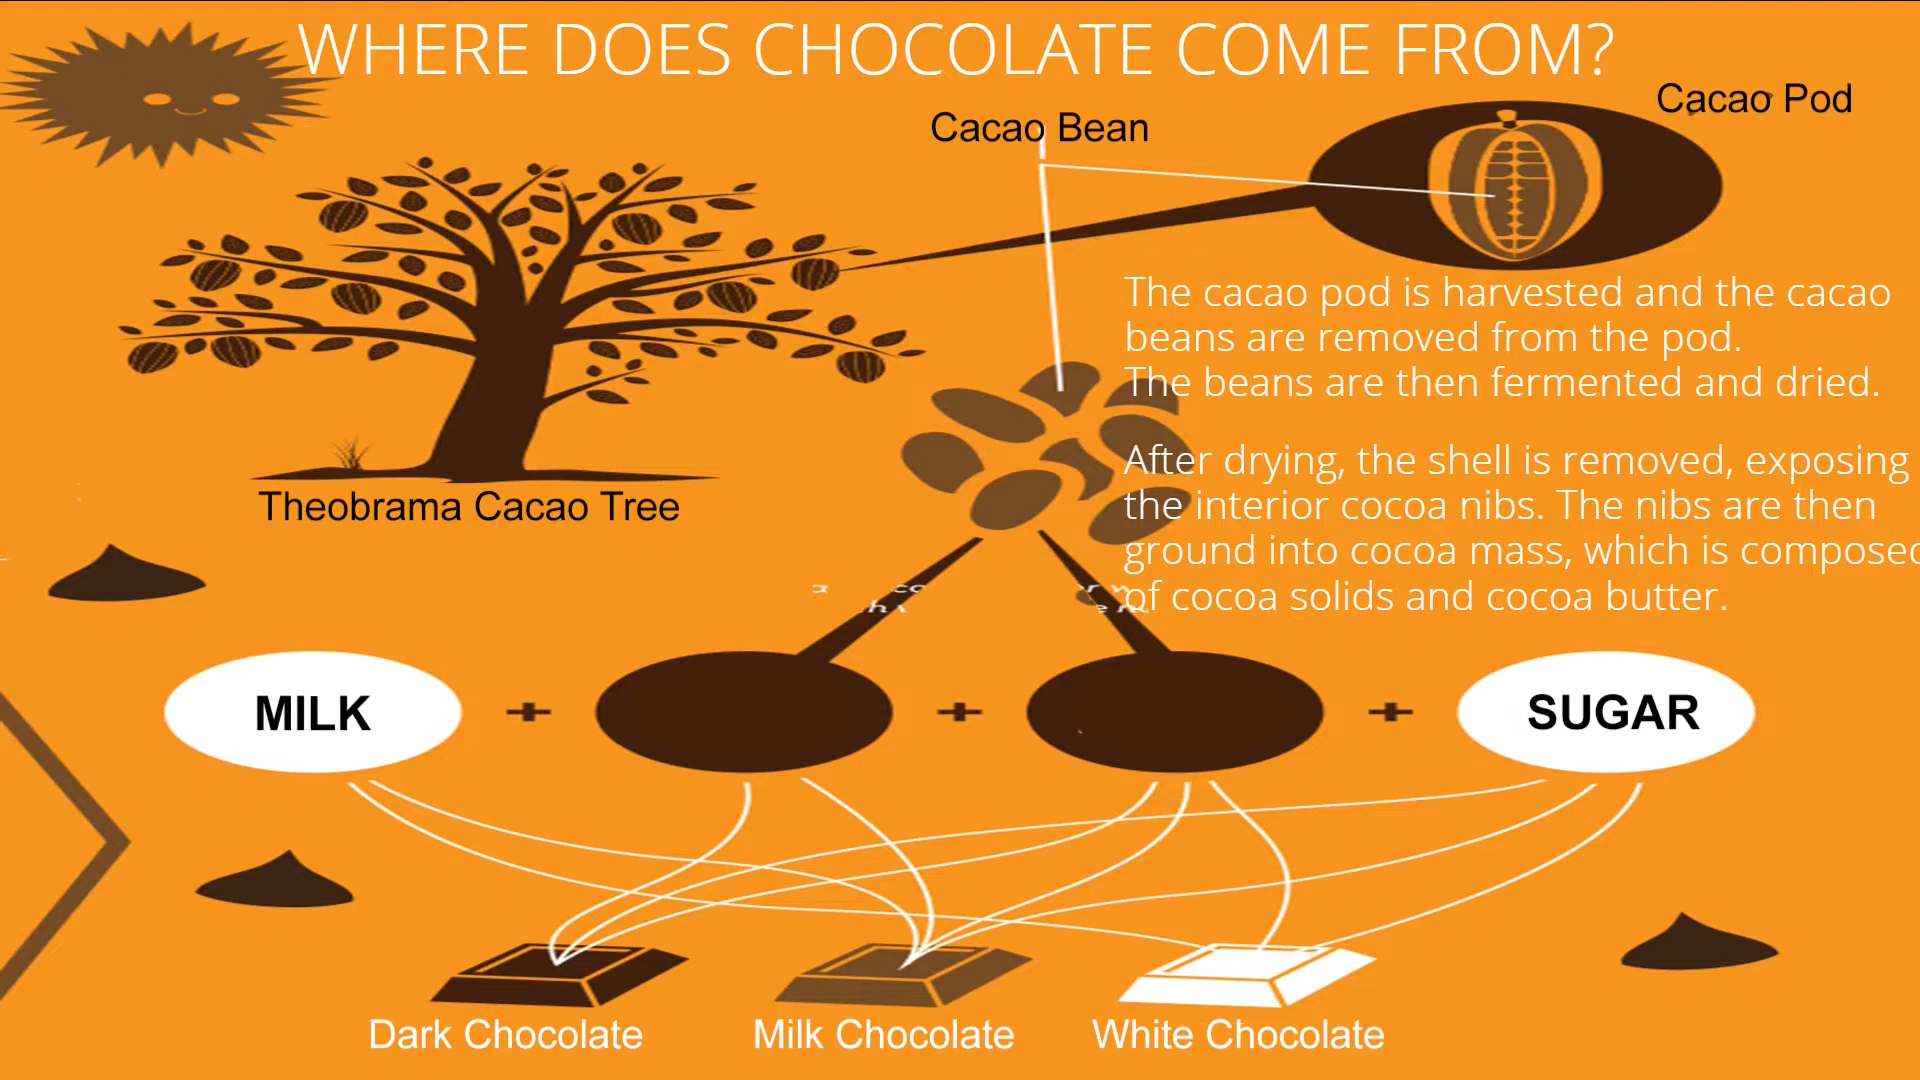 WHERE DOES CHOCOLATE COME FROM?
Cacao Pod
Cacao Bean
The cacao pod is harvested and the cacao
beans are removed from the pod.
The beans are then fermented and dried.
After drying, the shell is removed, exposing
the interior cocoa nibs. The nibs are then
ground into cocoa mass, which is composed
of cocoa solids and cocoa butter.
Theobrama Cacao Tree
MILK + + + SUGAR
Dark Chocolate
Milk Chocolate
White Chocolate